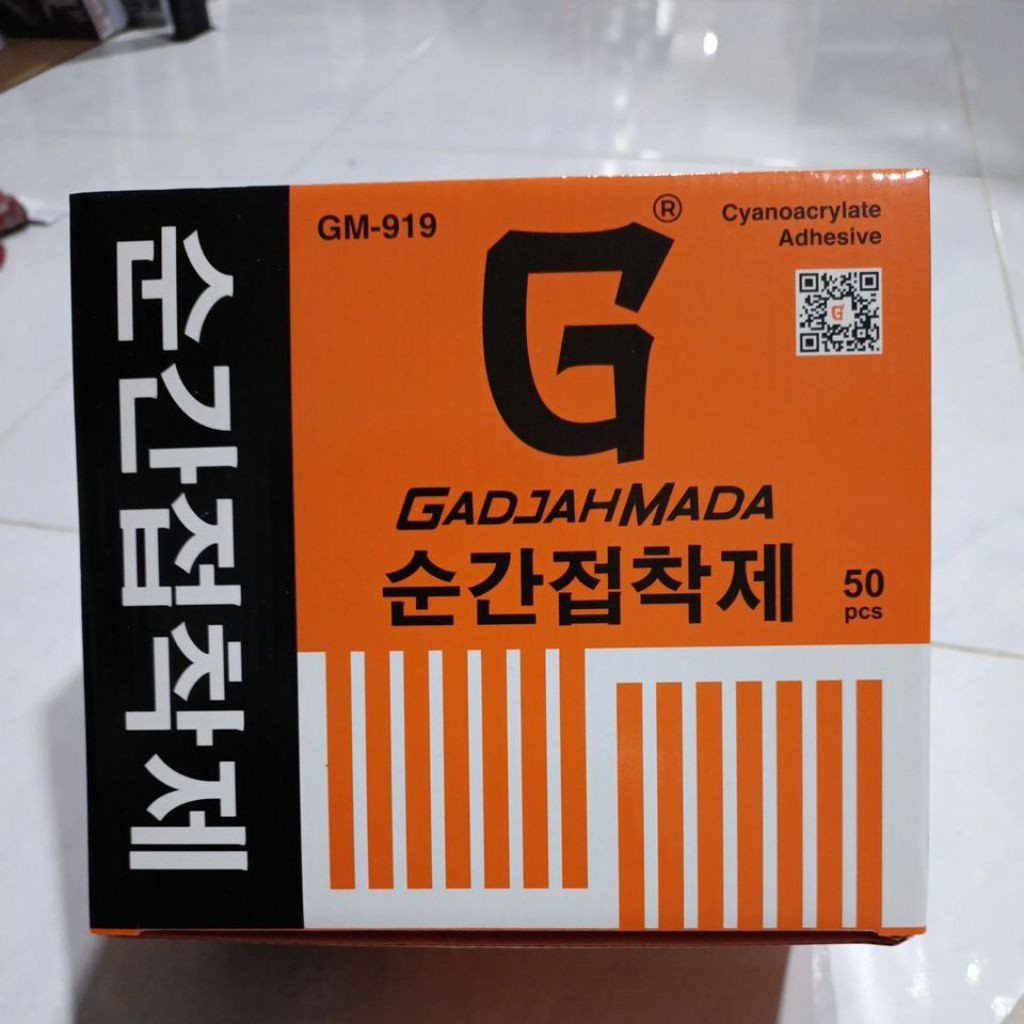 순간접착제
GM-919
G®
Cyanoacrylate
Adhesive
GADJAHMADA
순간접착제
50
pcs